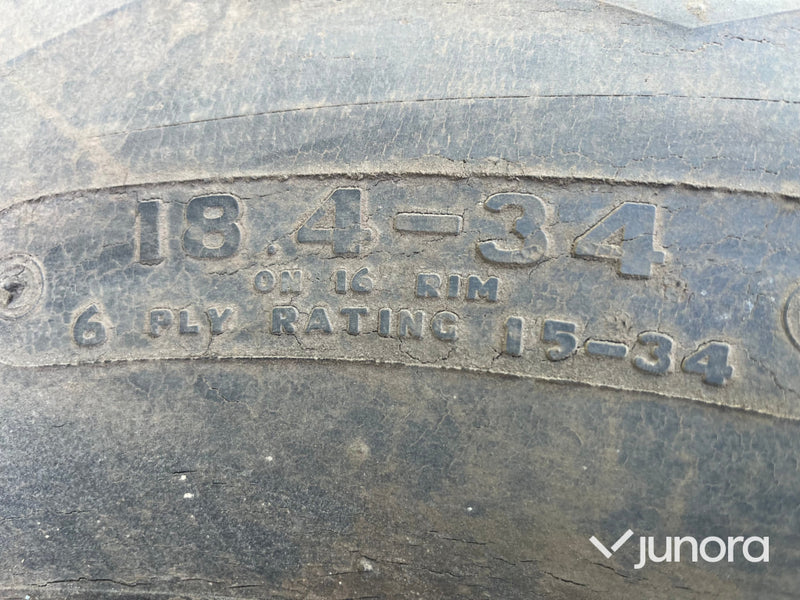 18.4-34
ON 16 RIM
6 PLY RATING 15-34
junora